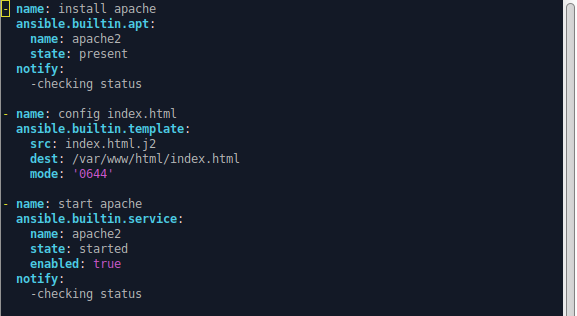 - name: install apache
  ansible.builtin.apt:
    name: apache2
    state: present
  notify:
    -checking status

- name: config index.html
  ansible.builtin.template:
    src: index.html.j2
    dest: /var/www/html/index.html
    mode: '0644'

- name: start apache
  ansible.builtin.service:
    name: apache2
    state: started
    enabled: true
  notify:
    -checking status